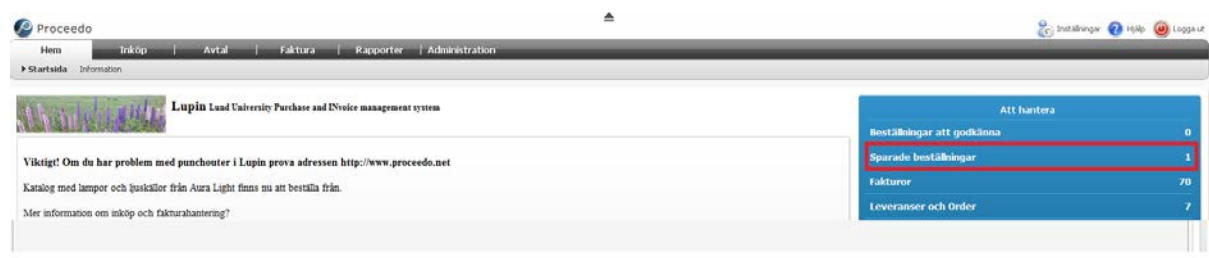 Proceedo
Inställningar Hjälp Logga ut
Hem Inköp | Avtal | Faktura | Rapporter | Administration
Startsida Information
Lupin Lund University Purchase and INvoice management system
Att hantera
Beställningar att godkänna 0
Viktigt! Om du har problem med punchouter i Lupin prova adressen http://www.proceedo.net
Sparade beställningar 1
Katalog med lampor och ljuskällor från Aura Light finns nu att beställa från.
Fakturor 70
Mer information om inköp och fakturahantering?
Leveranser och Order 7